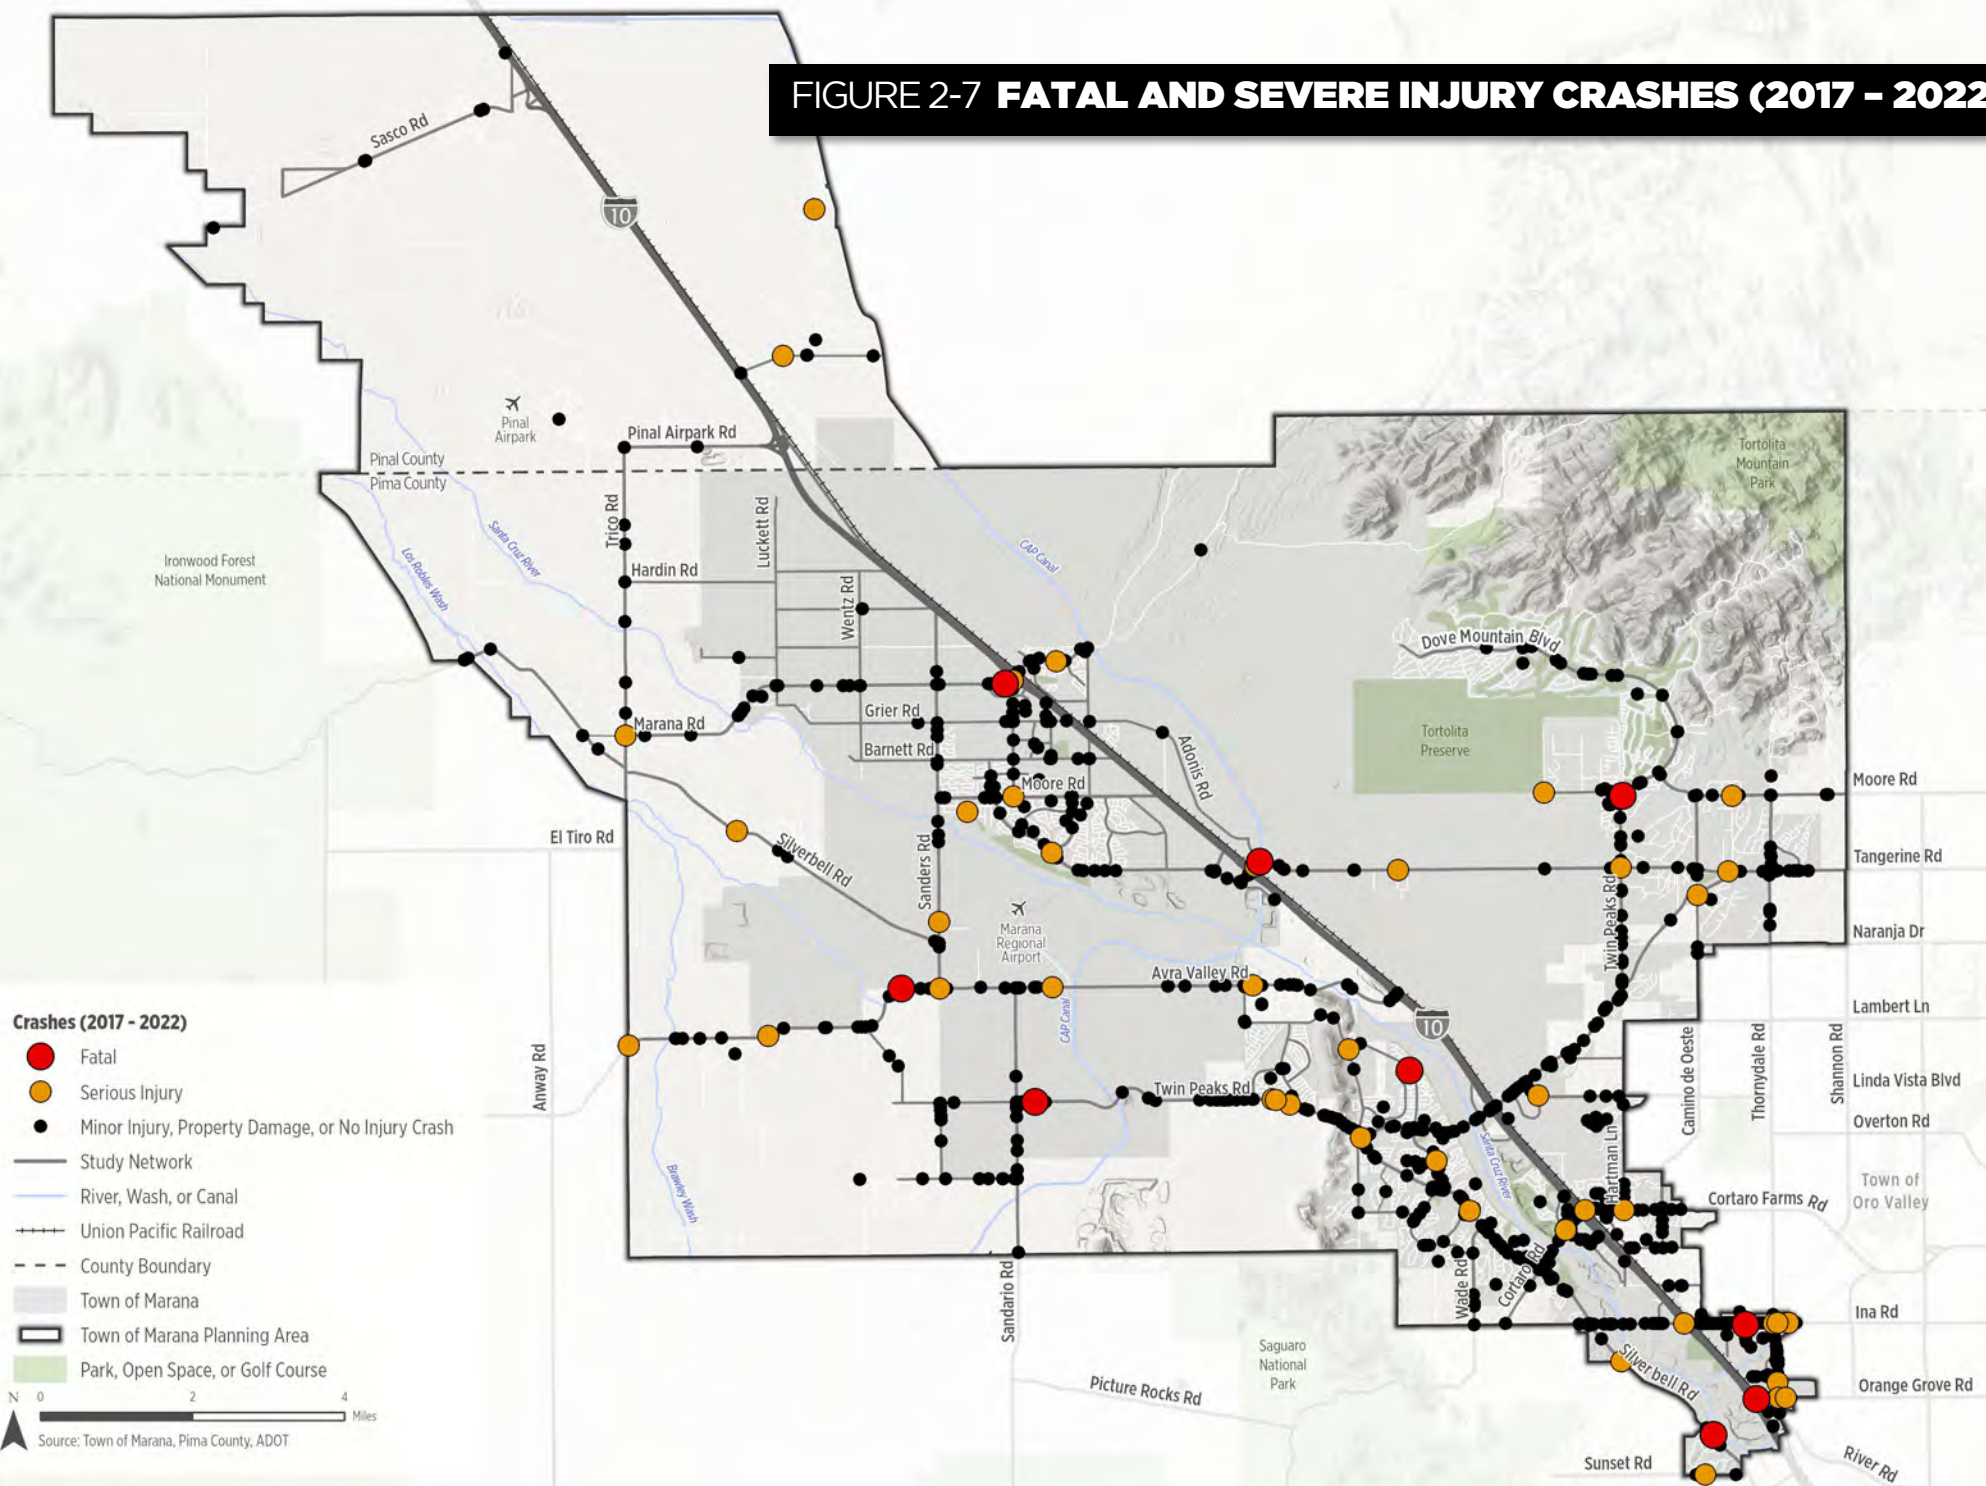 FIGURE 2-7 FATAL AND SEVERE INJURY CRASHES (2017 – 2022
Sasco Rd
10
Pinal
Airpark
Pinal Airpark Rd
Pinal County
Pima County
Tortolita
Mountain
Park
Trico Rd
Luckett Rd
Santa Cruz River
Los Robles Wash
CAP Canal
Ironwood Forest
National Monument
Hardin Rd
Wentz Rd
Dove Mountain Blvd
Marana Rd
Grier Rd
Barnett Rd
Adonis Rd
Tortolita
Preserve
Moore Rd
Moore Rd
El Tiro Rd
Silverbell Rd
Sanders Rd
Tangerine Rd
Twin Peaks Rd
Marana
Regional
Airport
Naranja Dr
Avra Valley Rd
CAP Canal
10
Lambert Ln
Camino de Oeste
Thornydale Rd
Shannon Rd
Anway Rd
Twin Peaks Rd
Linda Vista Blvd
Overton Rd
Hartman Ln
Santa Cruz River
Brawley Wash
Town of
Oro Valley
Cortaro Farms Rd
Sandario Rd
Wade Rd
Cortaro Rd
Ina Rd
Saguaro
National
Park
Silverbell Rd
Picture Rocks Rd
Orange Grove Rd
Sunset Rd
River Rd
Crashes (2017 - 2022)
Fatal
Serious Injury
Minor Injury, Property Damage, or No Injury Crash
Study Network
River, Wash, or Canal
Union Pacific Railroad
County Boundary
Town of Marana
Town of Marana Planning Area
Park, Open Space, or Golf Course
N 0 2 4
Miles
Source: Town of Marana, Pima County, ADOT